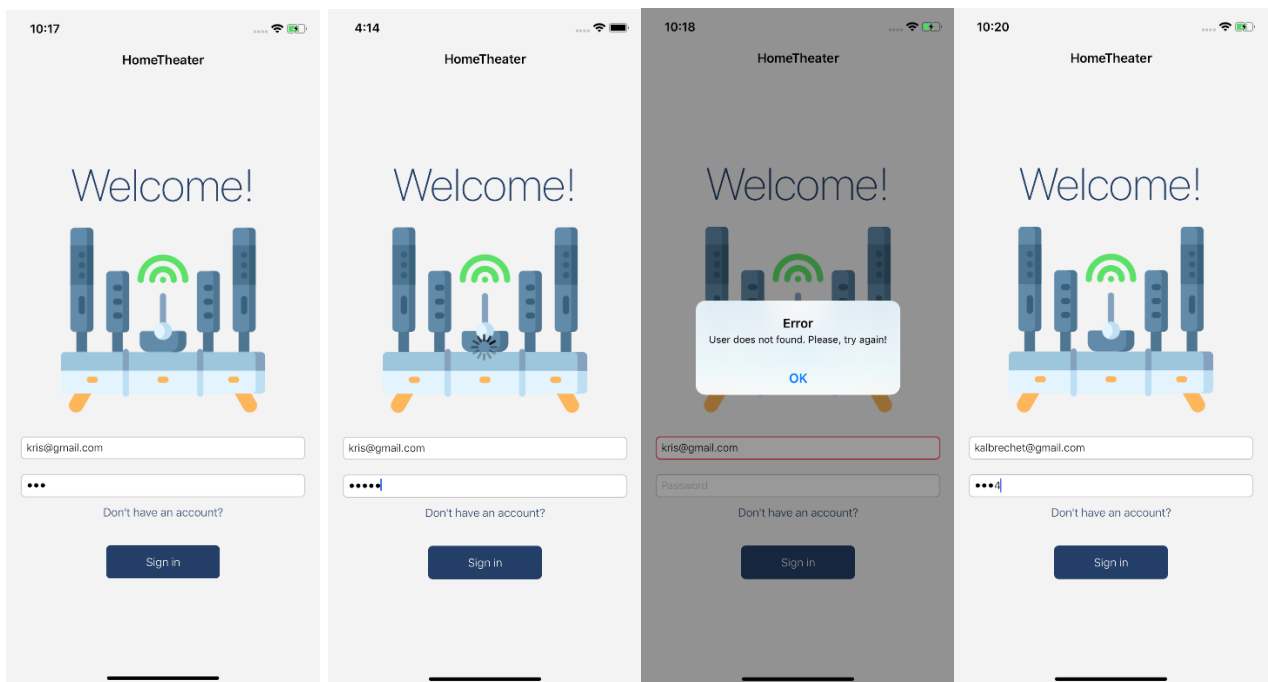 10:17
HomeTheater
Welcome!
kris@gmail.com
•••
Don't have an account?
Sign in
4:14
HomeTheater
Welcome!
kris@gmail.com
•••••
Don't have an account?
Sign in
10:18
HomeTheater
Welcome!
Error
User does not found. Please, try again!
OK
kris@gmail.com
Password
Don't have an account?
Sign in
10:20
HomeTheater
Welcome!
kalbrechet@gmail.com
•••4
Don't have an account?
Sign in